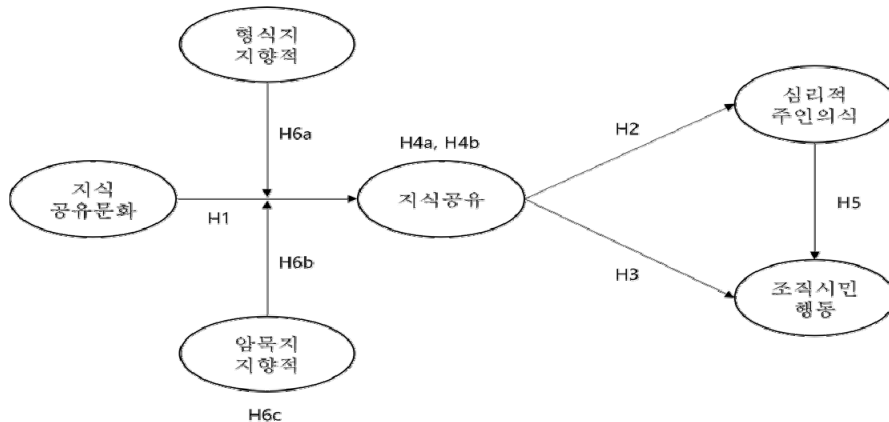 형식지
지향적
H6a
H4a, H4b
H2
심리적
주인의식
지식
공유문화
H1
지식공유
H5
H6b
H3
조직시민
행동
암묵지
지향적
H6c